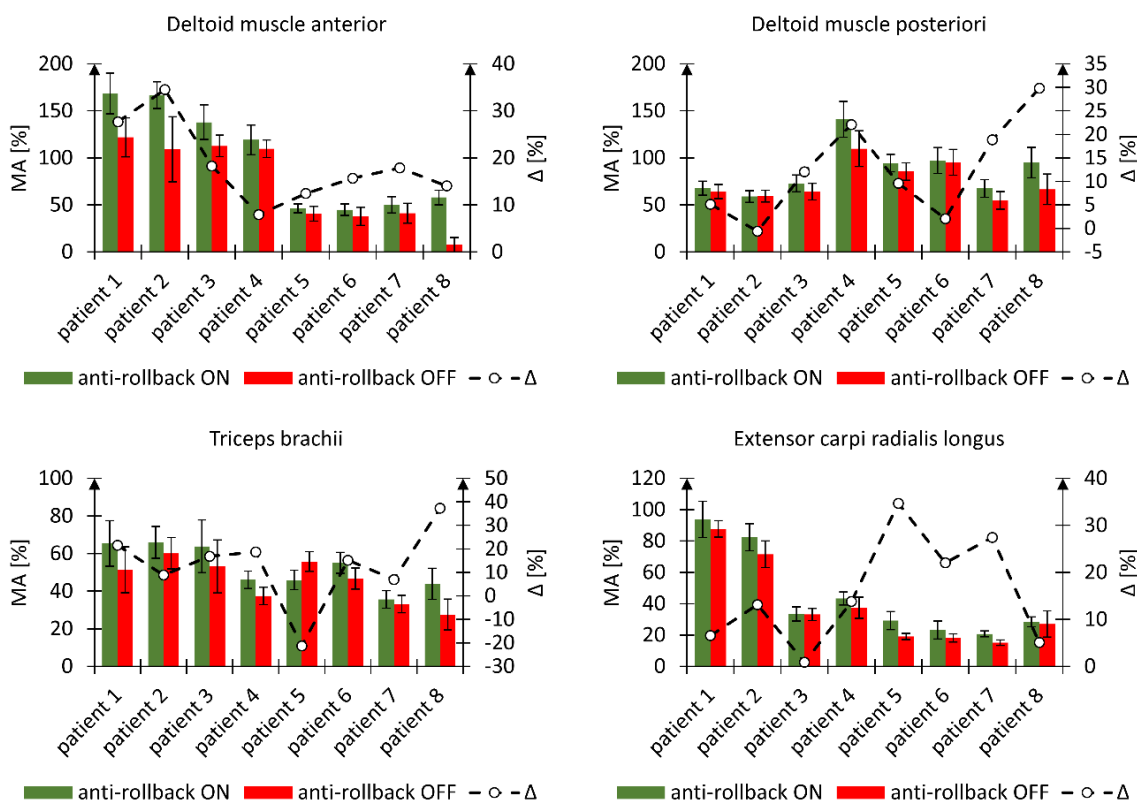 Deltoid muscle anterior
MA [%]
200
150
100
50
0
40
30
20
10
0
Δ [%]
patient 1
patient 2
patient 3
patient 4
patient 5
patient 6
patient 7
patient 8
anti-rollback ON anti-rollback OFF Δ
Deltoid muscle posteriori
MA [%]
200
150
100
50
0
35
30
25
20
15
10
5
0
-5
Δ [%]
patient 1
patient 2
patient 3
patient 4
patient 5
patient 6
patient 7
patient 8
anti-rollback ON anti-rollback OFF Δ
Triceps brachii
MA [%]
100
80
60
40
20
0
50
40
30
20
10
0
-10
-20
-30
Δ [%]
patient 1
patient 2
patient 3
patient 4
patient 5
patient 6
patient 7
patient 8
anti-rollback ON anti-rollback OFF Δ
Extensor carpi radialis longus
MA [%]
120
100
80
60
40
20
0
40
30
20
10
0
Δ [%]
patient 1
patient 2
patient 3
patient 4
patient 5
patient 6
patient 7
patient 8
anti-rollback ON anti-rollback OFF Δ